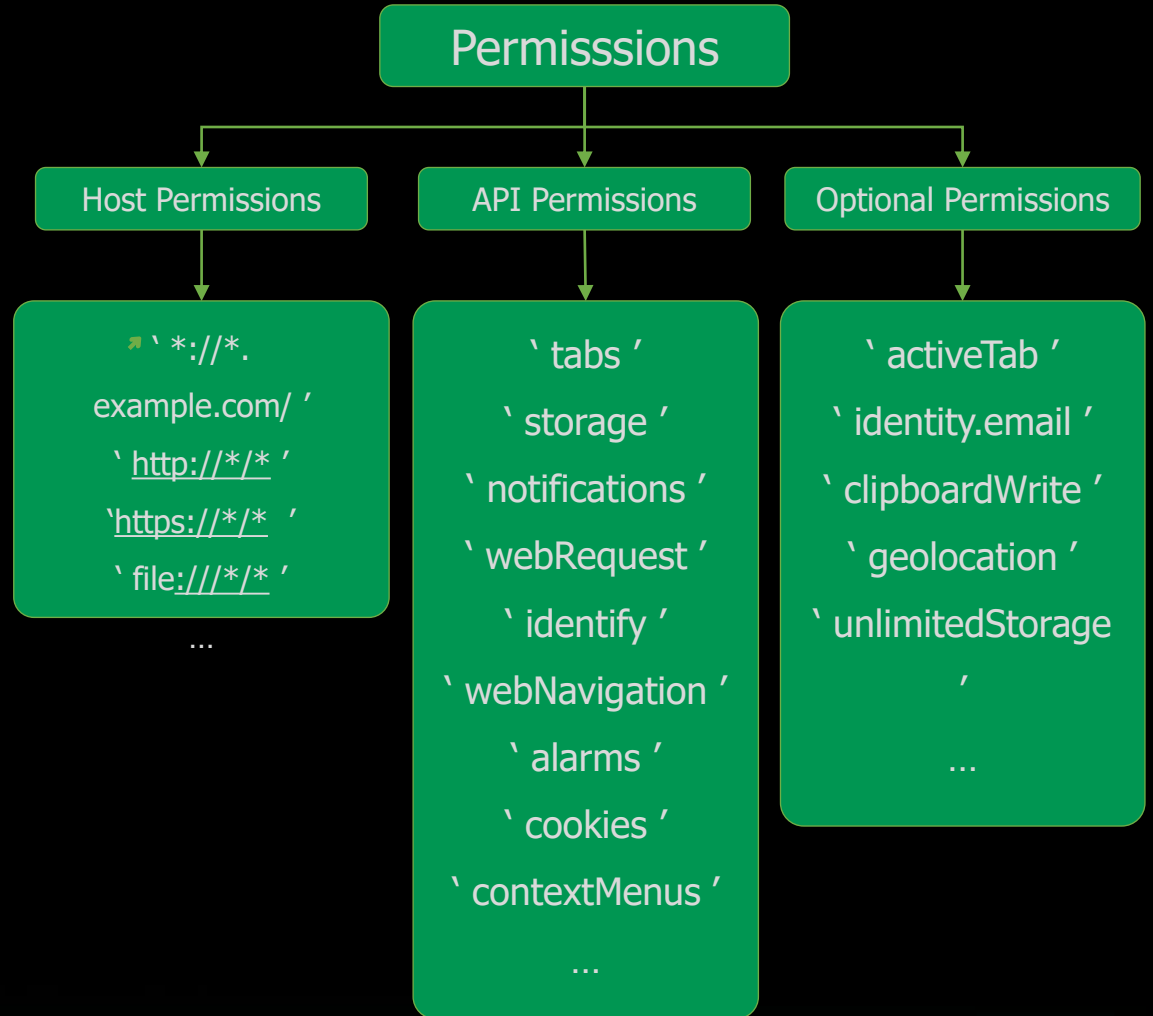 Permisssions
Host Permissions
API Permissions
Optional Permissions
‘ *://*.
example.com/ ’
‘ http://*/* ’
‘https://*/* ’
‘ file:///*/* ’
...
‘ tabs ’
‘ storage ’
‘ notifications ’
‘ webRequest ’
‘ identify ’
‘ webNavigation ’
‘ alarms ’
‘ cookies ’
‘ contextMenus ’
...
‘ activeTab ’
‘ identity.email ’
‘ clipboardWrite ’
‘ geolocation ’
‘ unlimitedStorage
’
...